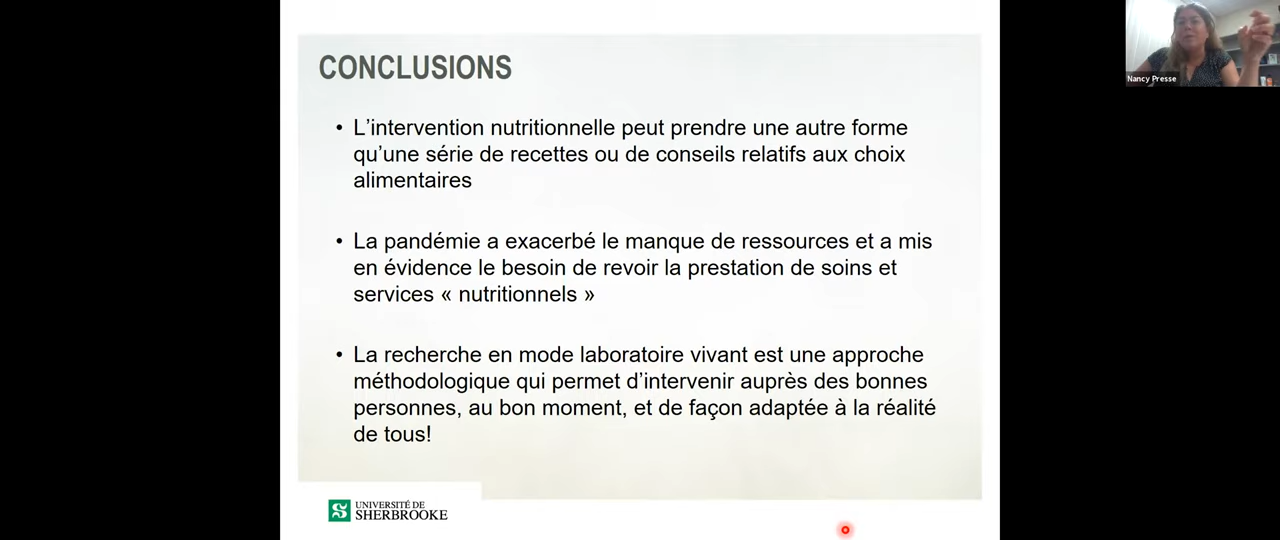 CONCLUSIONS
• L’intervention nutritionnelle peut prendre une autre forme
qu’une série de recettes ou de conseils relatifs aux choix
alimentaires
• La pandémie a exacerbé le manque de ressources et a mis
en évidence le besoin de revoir la prestation de soins et
services « nutritionnels »
• La recherche en mode laboratoire vivant est une approche
méthodologique qui permet d’intervenir auprès des bonnes
personnes, au bon moment, et de façon adaptée à la réalité
de tous!
UNIVERSITÉ DE
SHERBROOKE
Nancy Presse